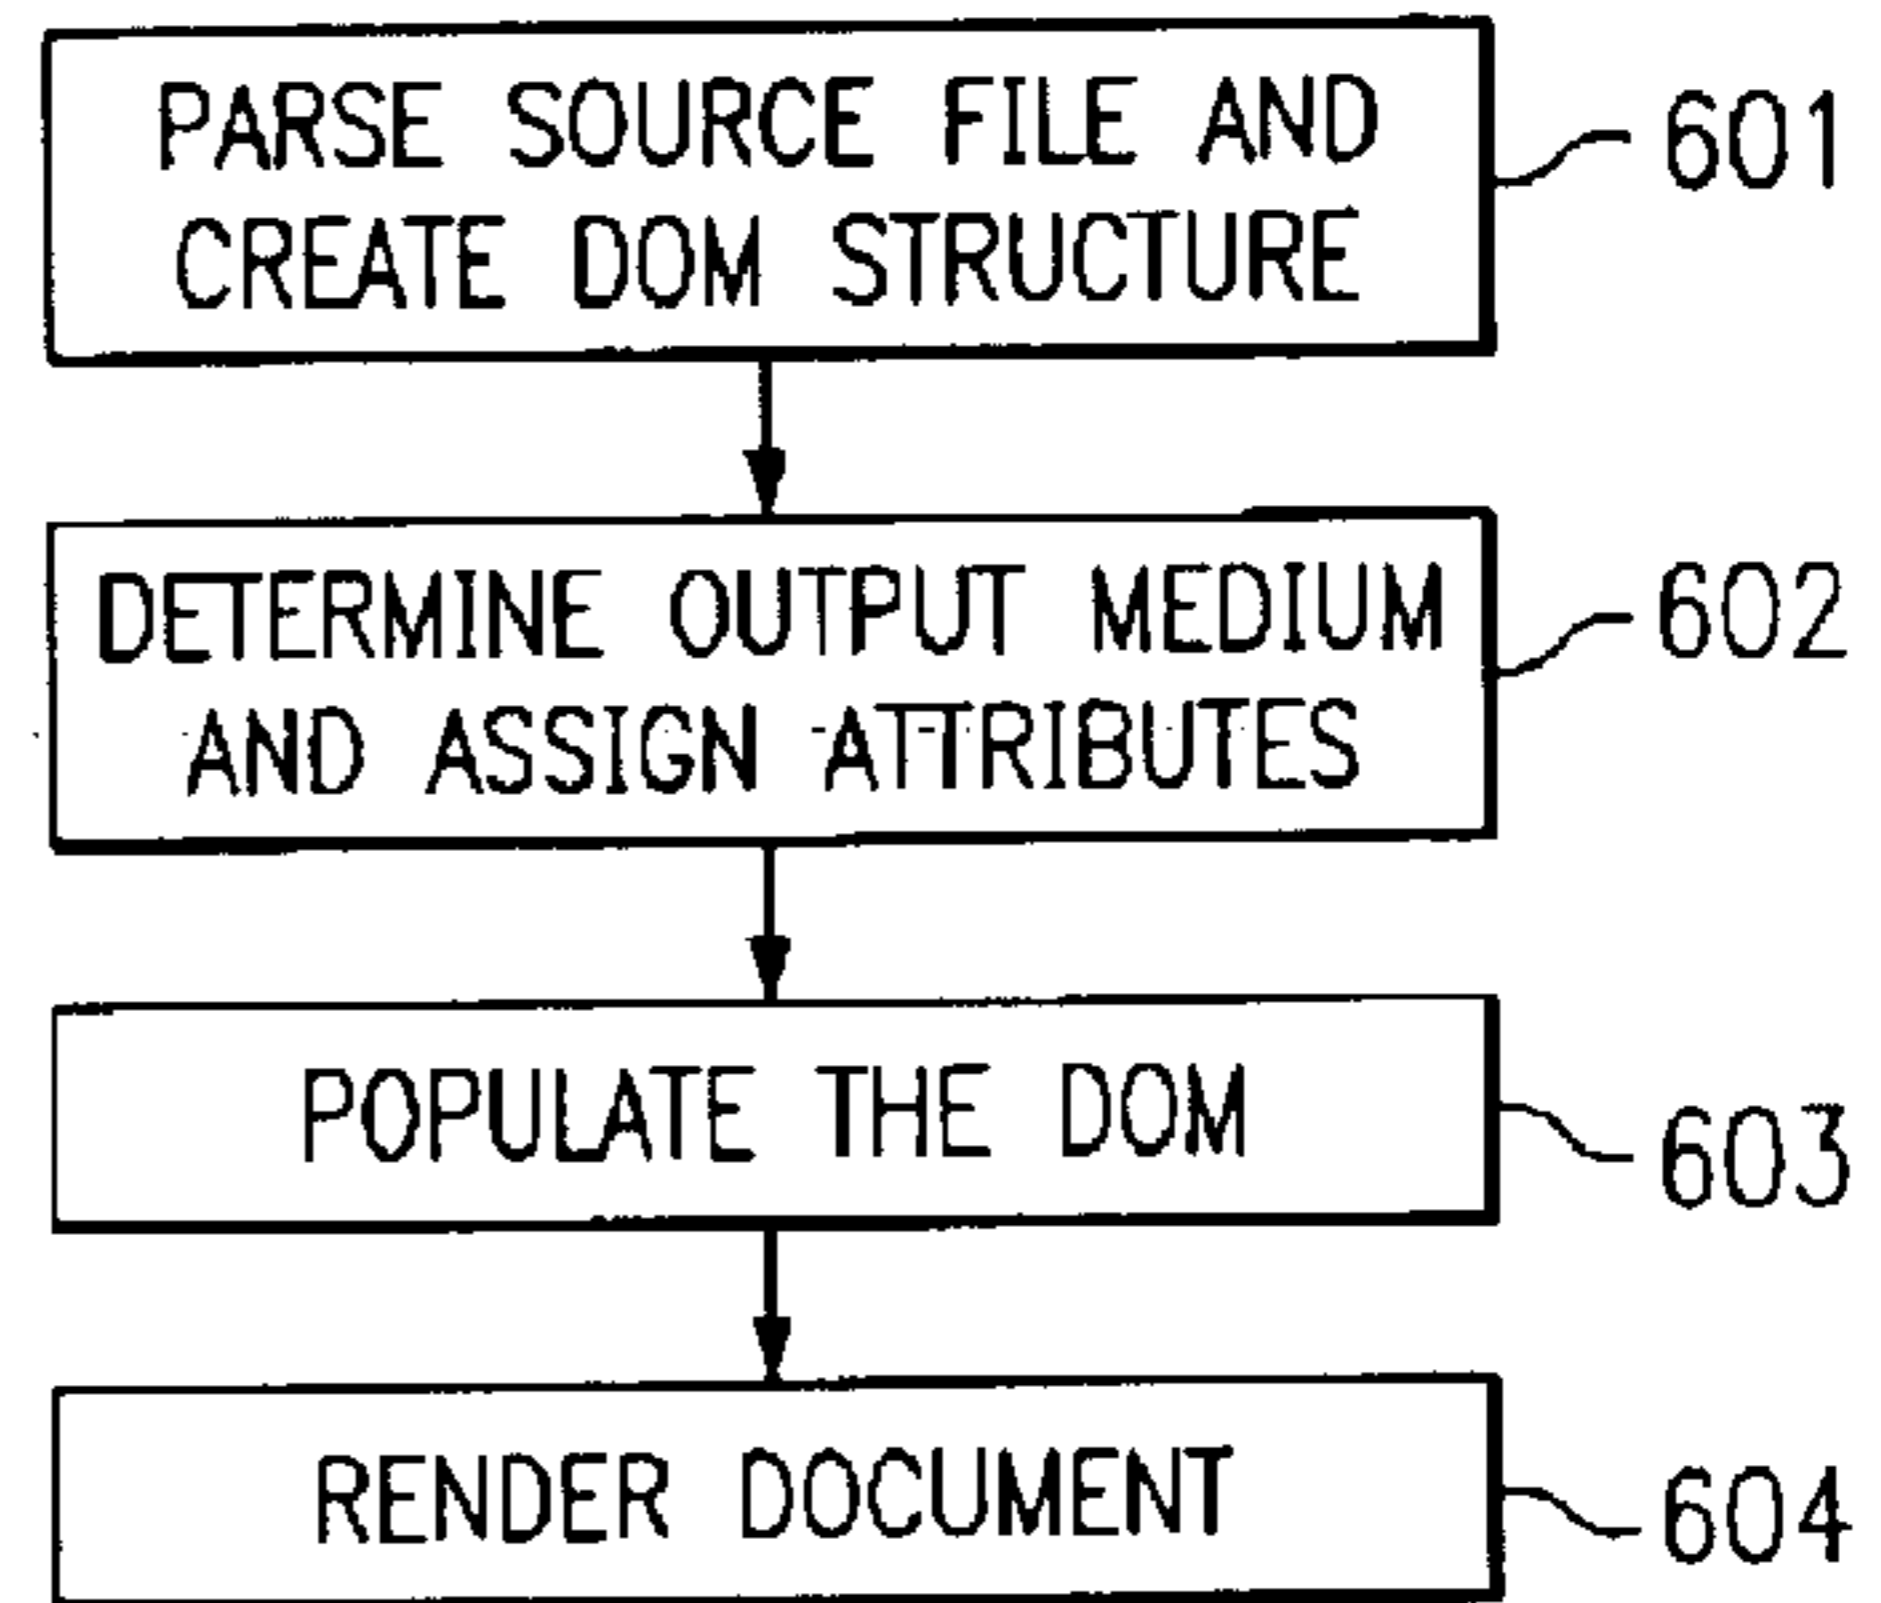 PARSE SOURCE FILE AND
CREATE DOM STRUCTURE
601
DETERMINE OUTPUT MEDIUM
AND ASSIGN ATTRIBUTES
602
POPULATE THE DOM
603
RENDER DOCUMENT
604